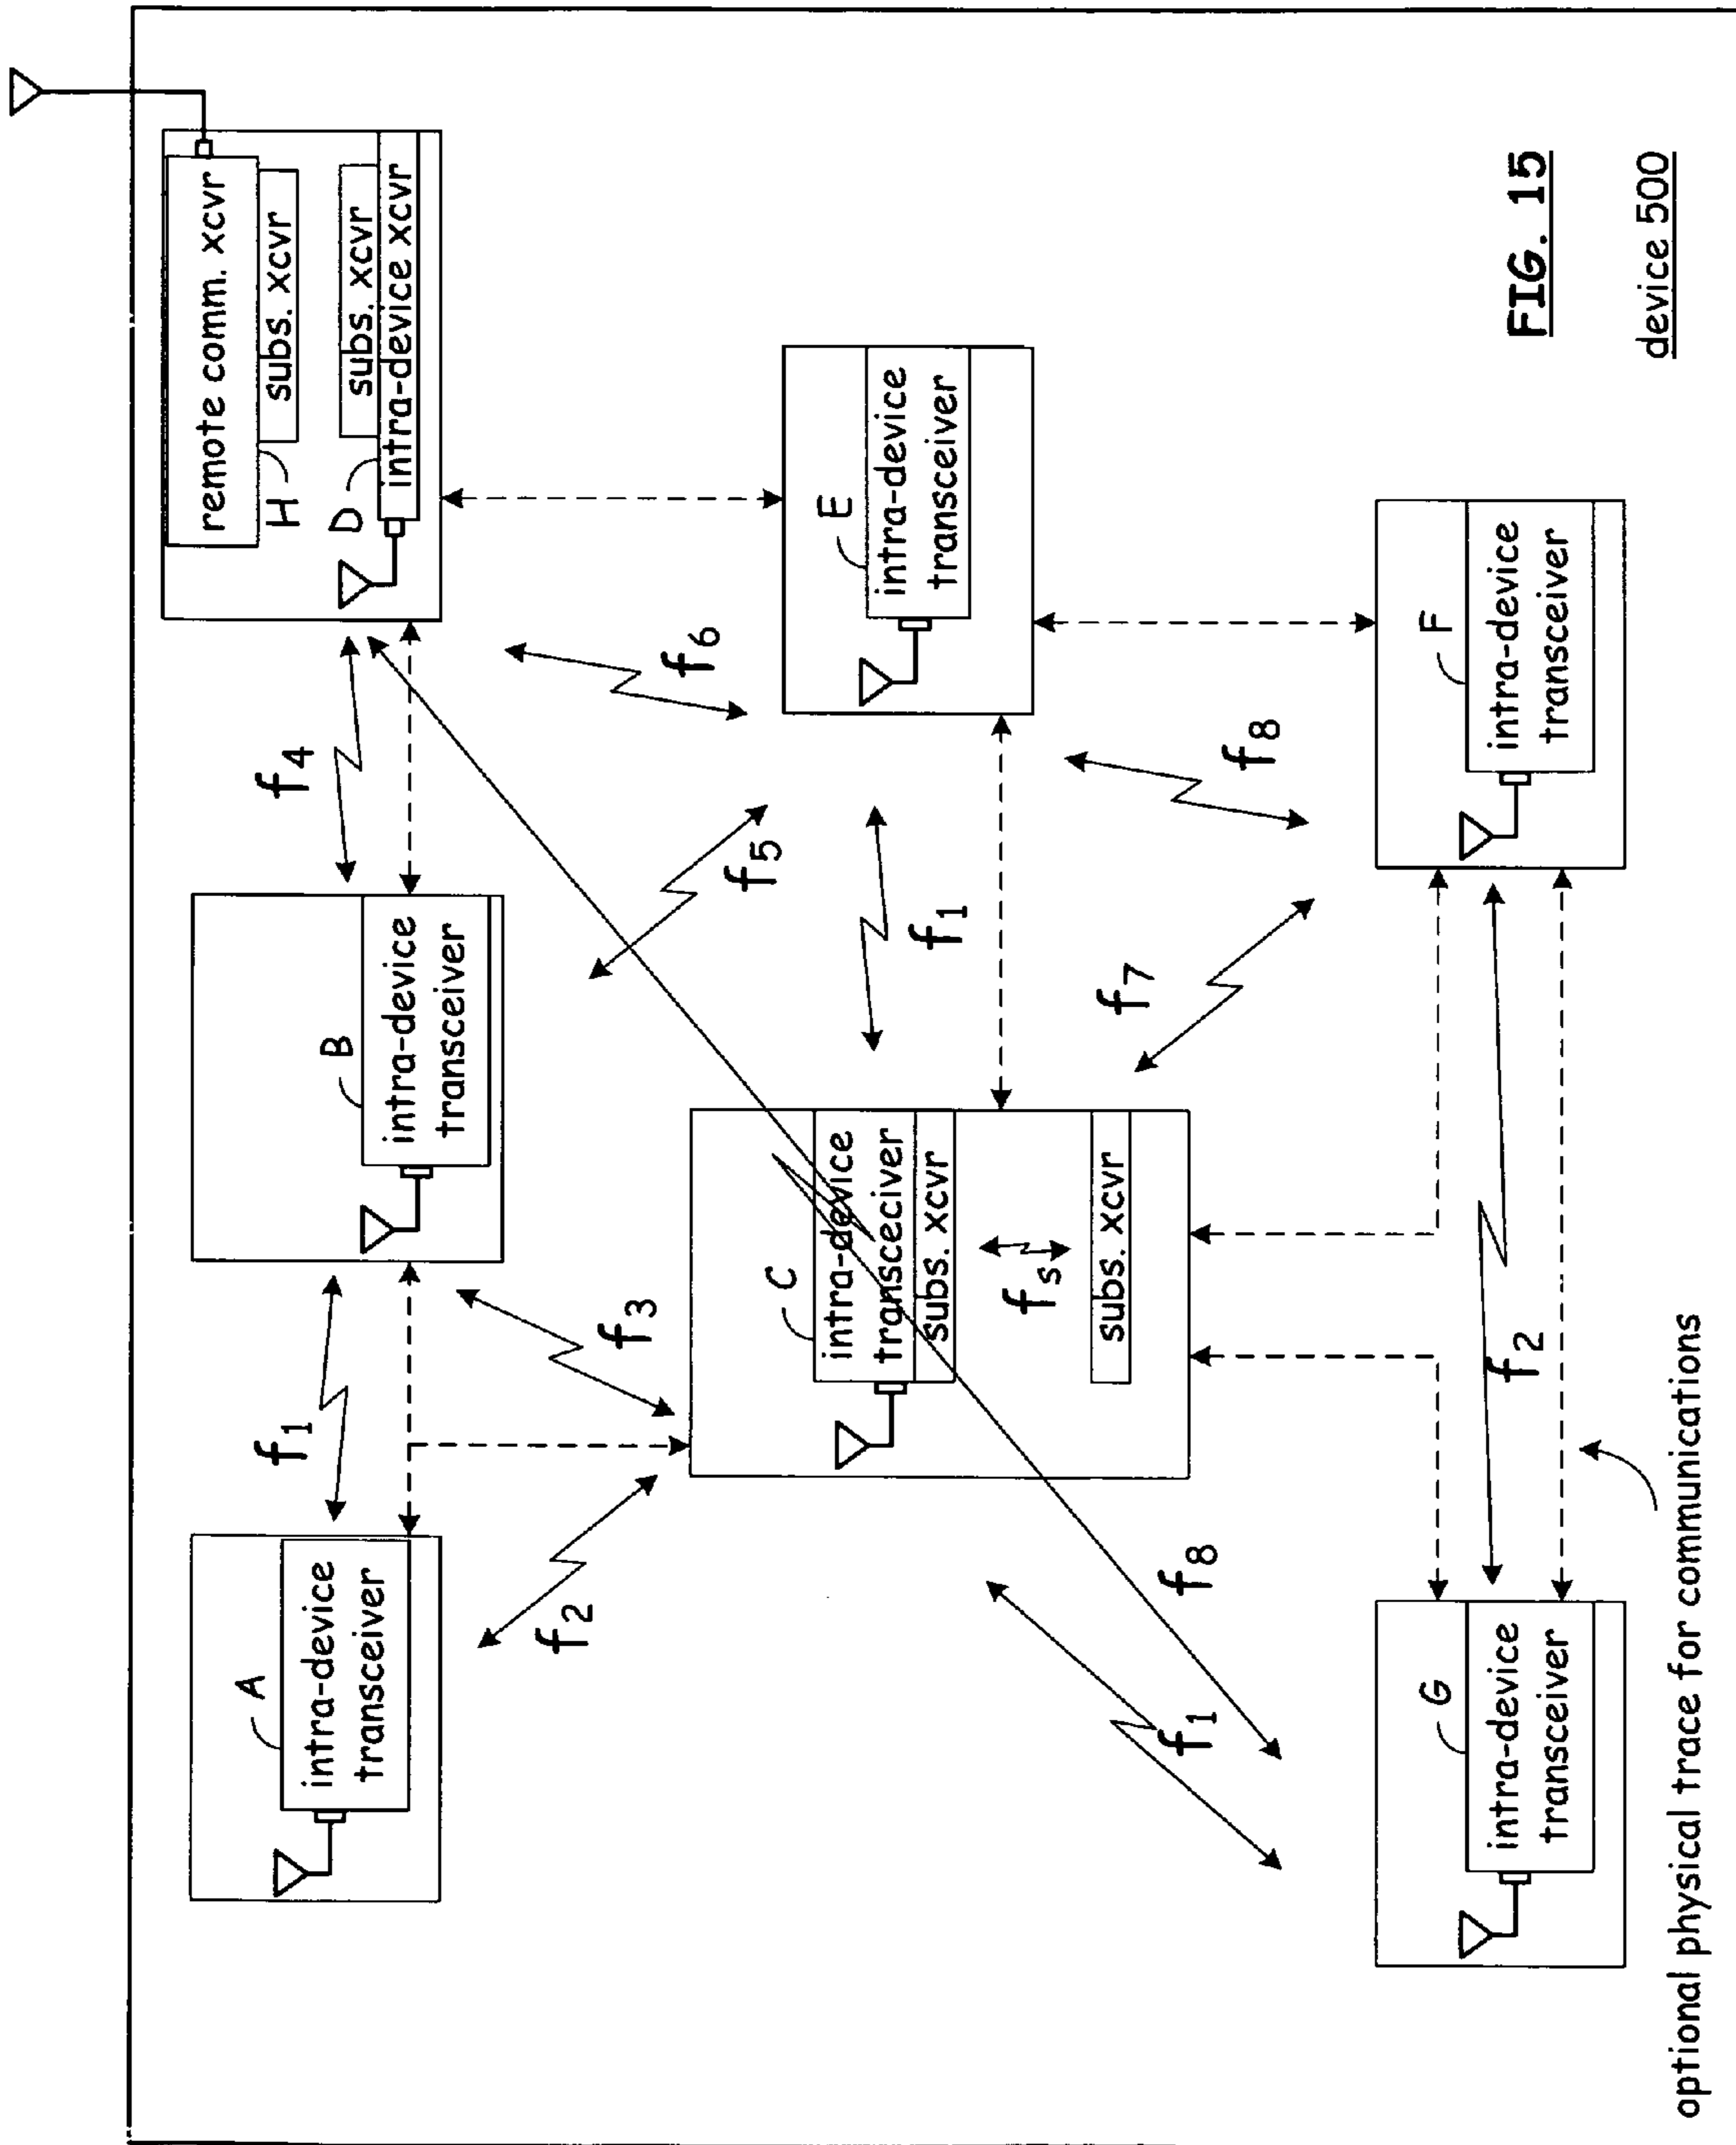 A
intra-device
transceiver
f1
B
intra-device
transceiver
f4
remote comm. xcvr
H
subs. xcvr
D
subs. xcvr
intra-device xcvr
f2
f3
f5
f6
C
intra-device
transceciver
subs. xcvr
fs
subs. xcvr
f1
E
intra-device
transceiver
f1
f8
f7
f8
G
intra-device
transceiver
f2
F
intra-device
transceiver
optional physical trace for communications
FIG. 15
device 500